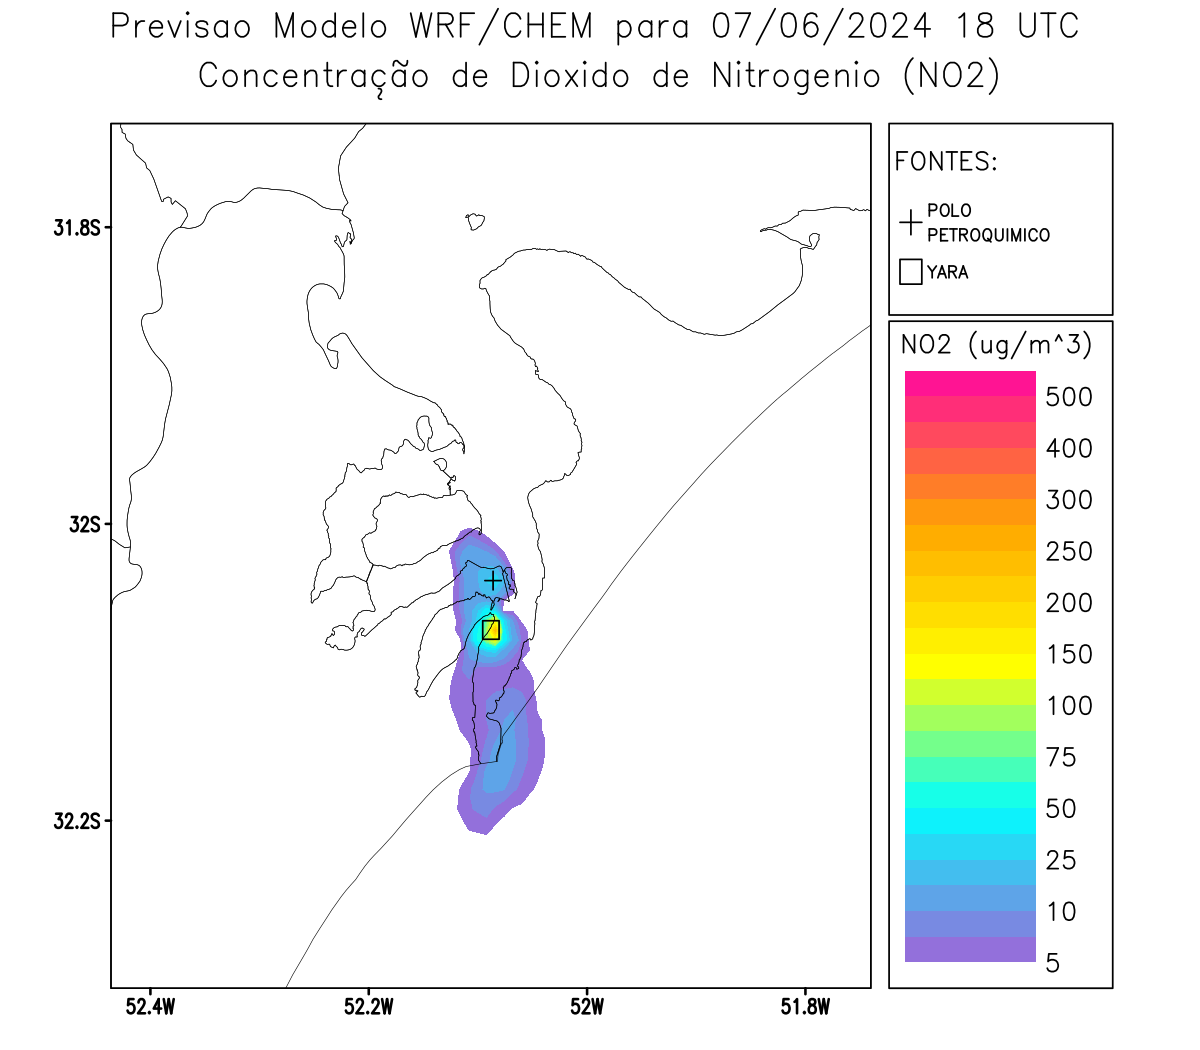 Previsao Modelo WRF/CHEM para 07/06/2024 18 UTC
Concentração de Dioxido de Nitrogenio (NO2)
FONTES:
POLO
PETROQUIMICO
YARA
31.8S
32S
32.2S
52.4W
52.2W
52W
51.8W
NO2 (ug/m^3)
500
400
300
250
200
150
100
75
50
25
10
5